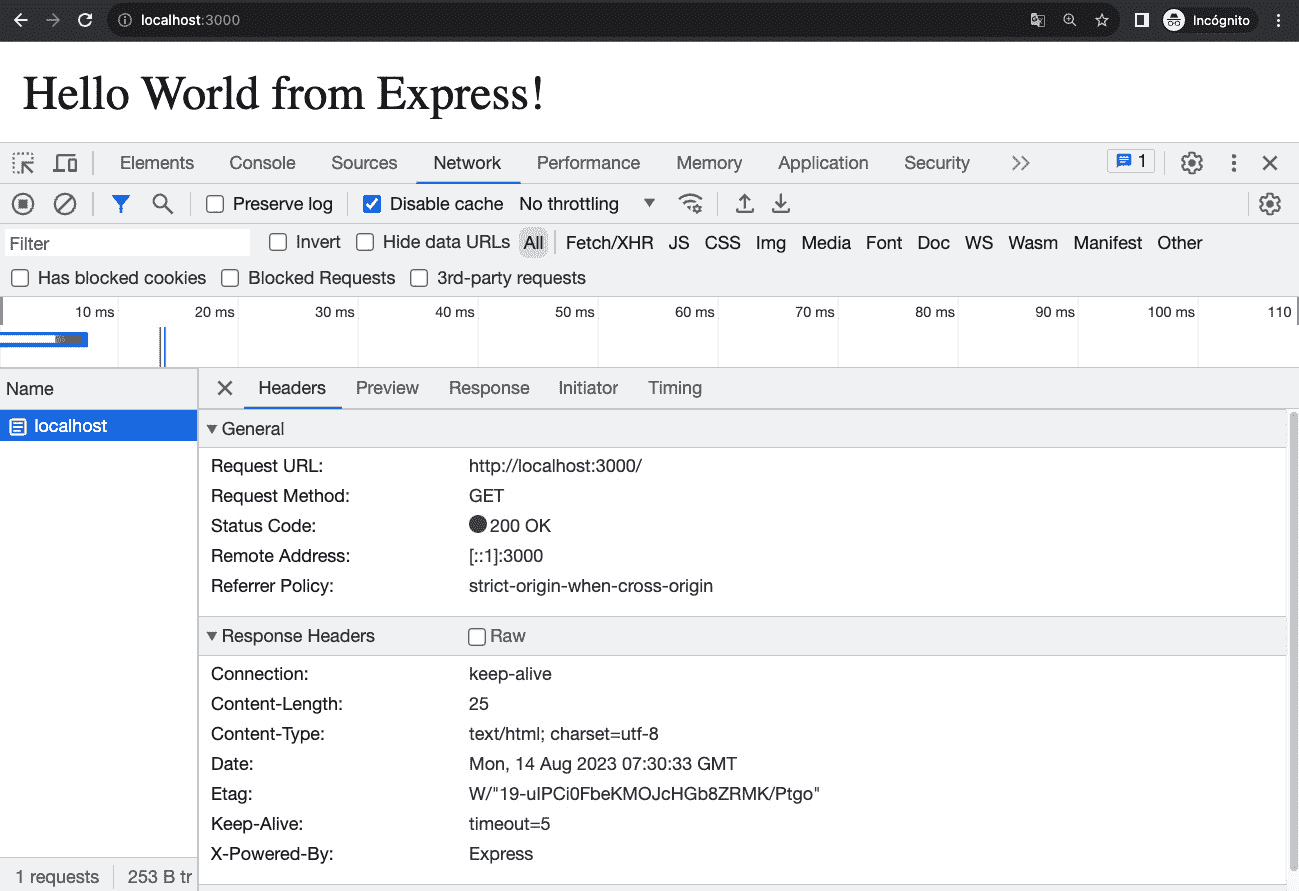 localhost:3000 Incógnito
Hello World from Express!
Elements Console Sources Network Performance Memory Application Security 1
Preserve log Disable cache No throttling
Filter Invert Hide data URLs All Fetch/XHR JS CSS Img Media Font Doc WS Wasm Manifest Other
Has blocked cookies Blocked Requests 3rd-party requests
10 ms 20 ms 30 ms 40 ms 50 ms 60 ms 70 ms 80 ms 90 ms 100 ms 110
Name Headers Preview Response Initiator Timing
localhost General
Request URL: http://localhost:3000/
Request Method: GET
Status Code: 200 OK
Remote Address: [::1]:3000
Referrer Policy: strict-origin-when-cross-origin
Response Headers Raw
Connection: keep-alive
Content-Length: 25
Content-Type: text/html; charset=utf-8
Date: Mon, 14 Aug 2023 07:30:33 GMT
Etag: W/"19-ulPCi0FbeKMOJcHGb8ZRMK/Ptgo"
Keep-Alive: timeout=5
X-Powered-By: Express
1 requests 253 B tr